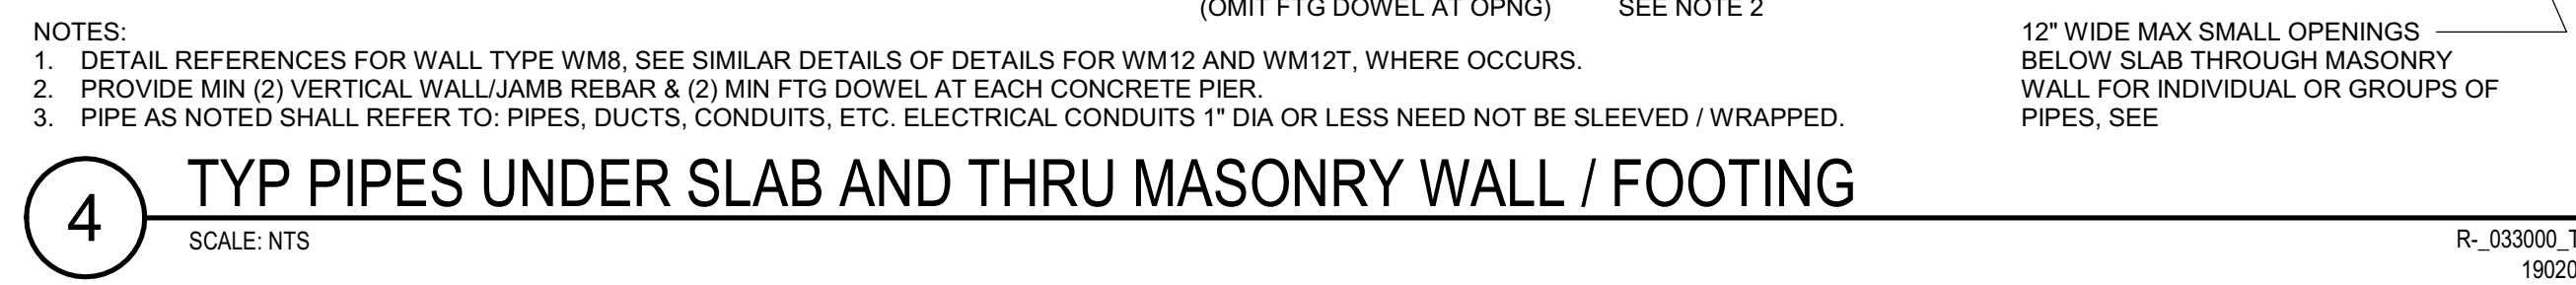 (OMIT FTG DOWEL AT OPNG) SEE NOTE 2
NOTES:
1. DETAIL REFERENCES FOR WALL TYPE WM8, SEE SIMILAR DETAILS OF DETAILS FOR WM12 AND WM12T, WHERE OCCURS.
2. PROVIDE MIN (2) VERTICAL WALL/JAMB REBAR & (2) MIN FTG DOWEL AT EACH CONCRETE PIER.
3. PIPE AS NOTED SHALL REFER TO: PIPES, DUCTS, CONDUITS, ETC. ELECTRICAL CONDUITS 1" DIA OR LESS NEED NOT BE SLEEVED / WRAPPED.
12" WIDE MAX SMALL OPENINGS
BELOW SLAB THROUGH MASONRY
WALL FOR INDIVIDUAL OR GROUPS OF
PIPES, SEE
4 TYP PIPES UNDER SLAB AND THRU MASONRY WALL / FOOTING
SCALE: NTS
R-_033000_T
19020